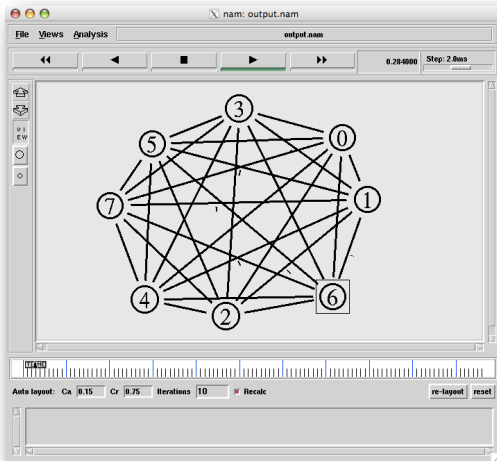 nam: output.nam
File Views Analysis output.nam
0.284000 Step: 2.0ms
VIEW
3
0
5
1
7
6
4
2
Auto layout: Ca 0.15 Cr 0.75 Iterations 10 Recalc re-layout reset